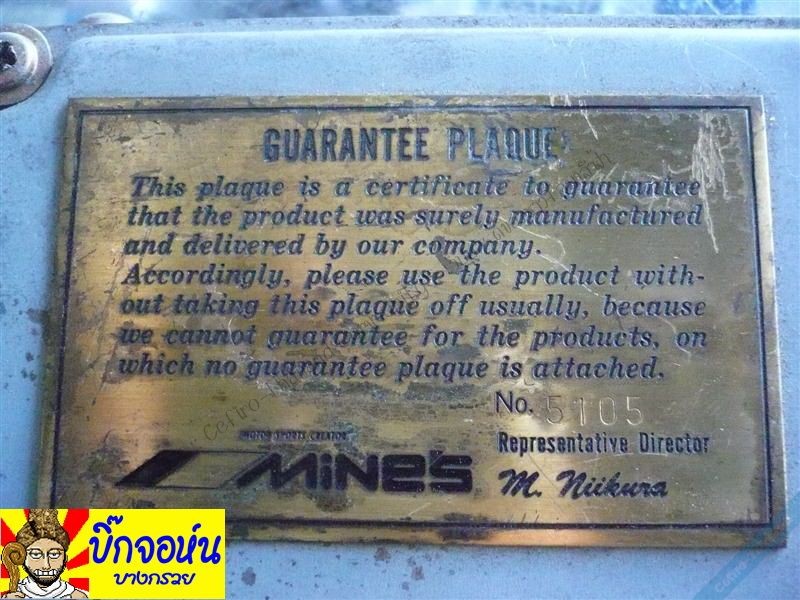 GUARANTEE PLAQUE
This plaque is a certificate to guarantee
that the product was surely manufactured
and delivered by our company.
Accordingly, please use the product with-
out taking this plaque off usually, because
we cannot guarantee for the products, on
which no guarantee plaque is attached.
No. 5105
MOTOR SPORTS CREATOR
MiNe's
Representative Director
M. Niikura
บิ๊กจอห์น
บางกรวย